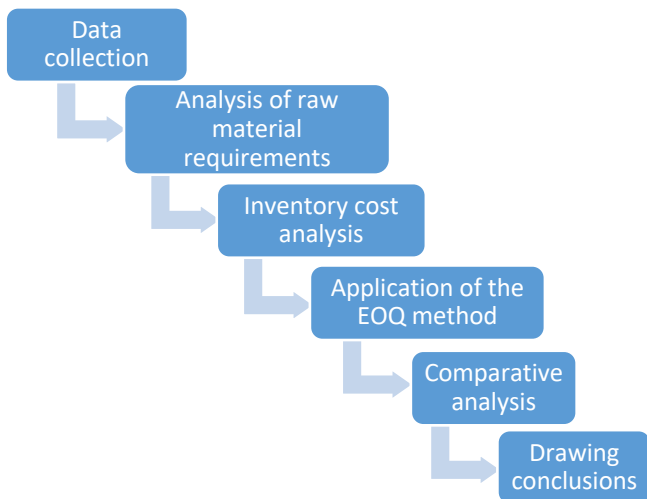 Data
collection
Analysis of raw
material
requirements
Inventory cost
analysis
Application of the
EOQ method
Comparative
analysis
Drawing
conclusions